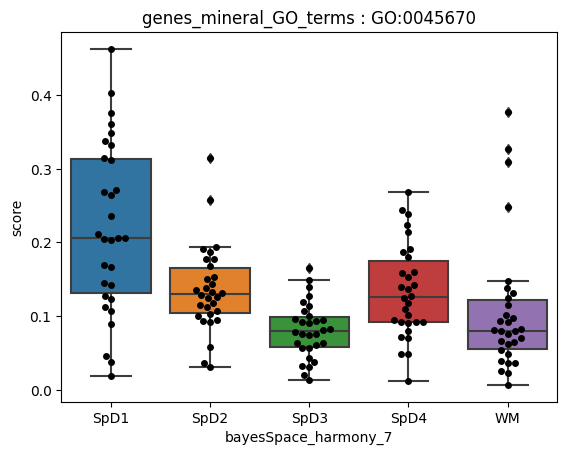 genes_mineral_GO_terms : GO:0045670
score
0.4
0.3
0.2
0.1
0.0
SpD1 SpD2 SpD3 SpD4 WM
bayesSpace_harmony_7